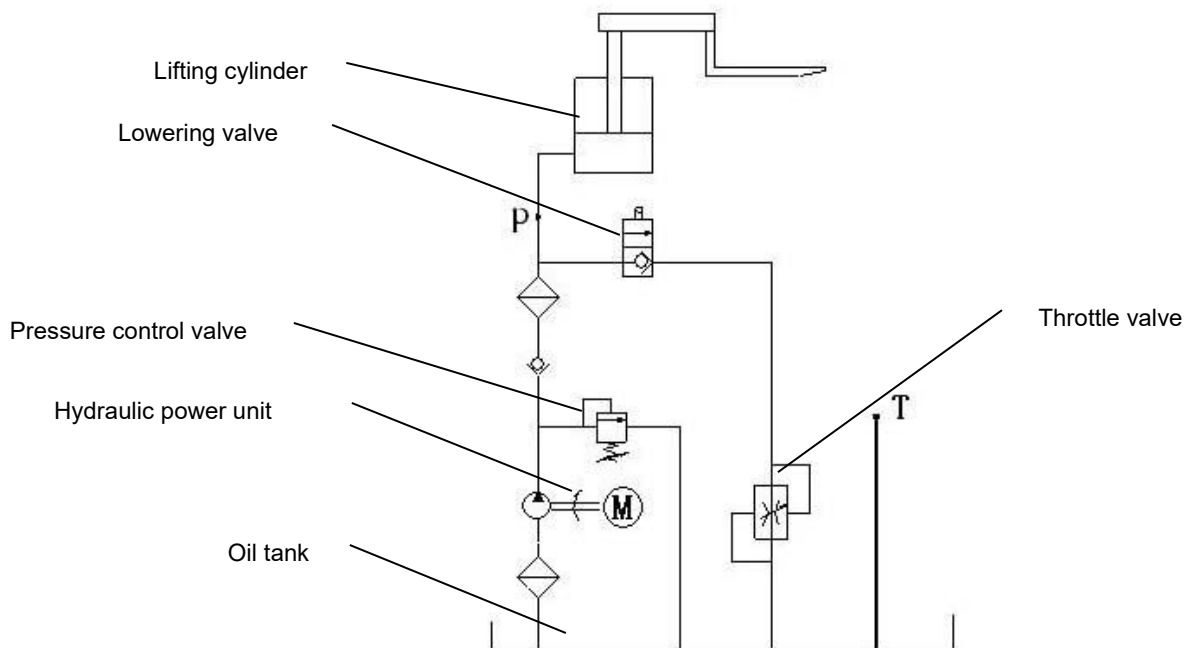 Lifting cylinder
Lowering valve
P
Pressure control valve
Throttle valve
T
Hydraulic power unit
M
Oil tank